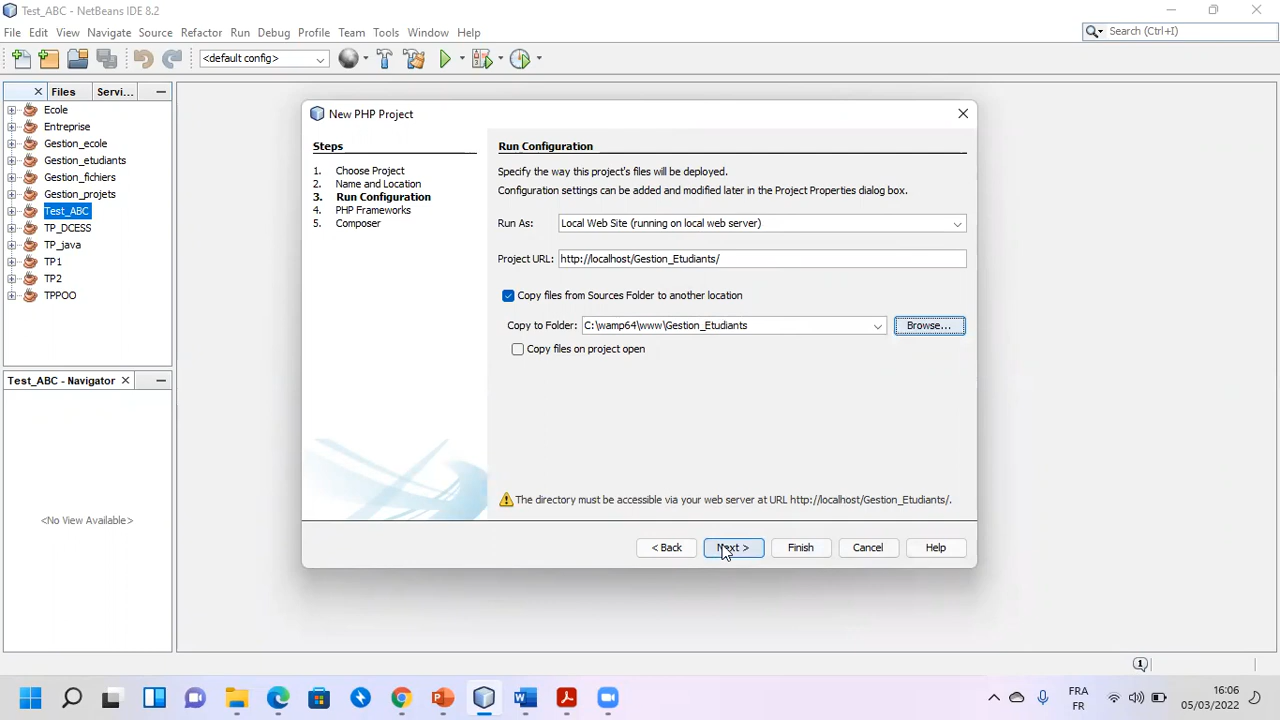 Test_ABC - NetBeans IDE 8.2
File Edit View Navigate Source Refactor Run Debug Profile Team Tools Window Help
Search (Ctrl+I)
<default config>
Files Servi...
Ecole
Entreprise
Gestion_ecole
Gestion_etudiants
Gestion_fichiers
Gestion_projets
Test_ABC
TP_DCESS
TP_java
TP1
TP2
TPPOO
Test_ABC - Navigator
<No View Available>
New PHP Project
Steps
1. Choose Project
2. Name and Location
3. Run Configuration
4. PHP Frameworks
5. Composer
Run Configuration
Specify the way this project's files will be deployed.
Configuration settings can be added and modified later in the Project Properties dialog box.
Run As: Local Web Site (running on local web server)
Project URL: http://localhost/Gestion_Etudiants/
Copy files from Sources Folder to another location
Copy to Folder: C:\wamp64\www\Gestion_Etudiants Browse...
Copy files on project open
The directory must be accessible via your web server at URL http://localhost/Gestion_Etudiants/.
< Back Next > Finish Cancel Help
1
FRA
FR
16:06
05/03/2022